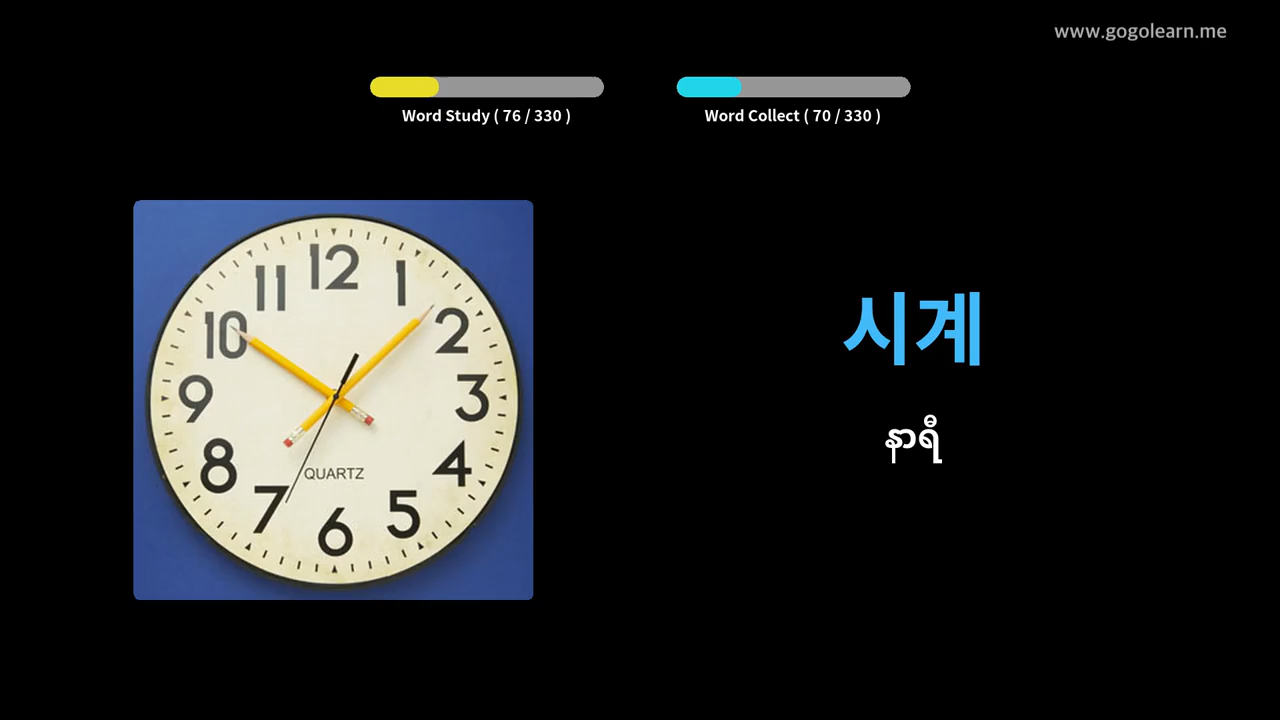 www.gogolearn.me
Word Study ( 76 / 330 )
Word Collect ( 70 / 330 )
12
1
2
3
4
5
6
7
8
9
10
11
QUARTZ
시계
နာရီ